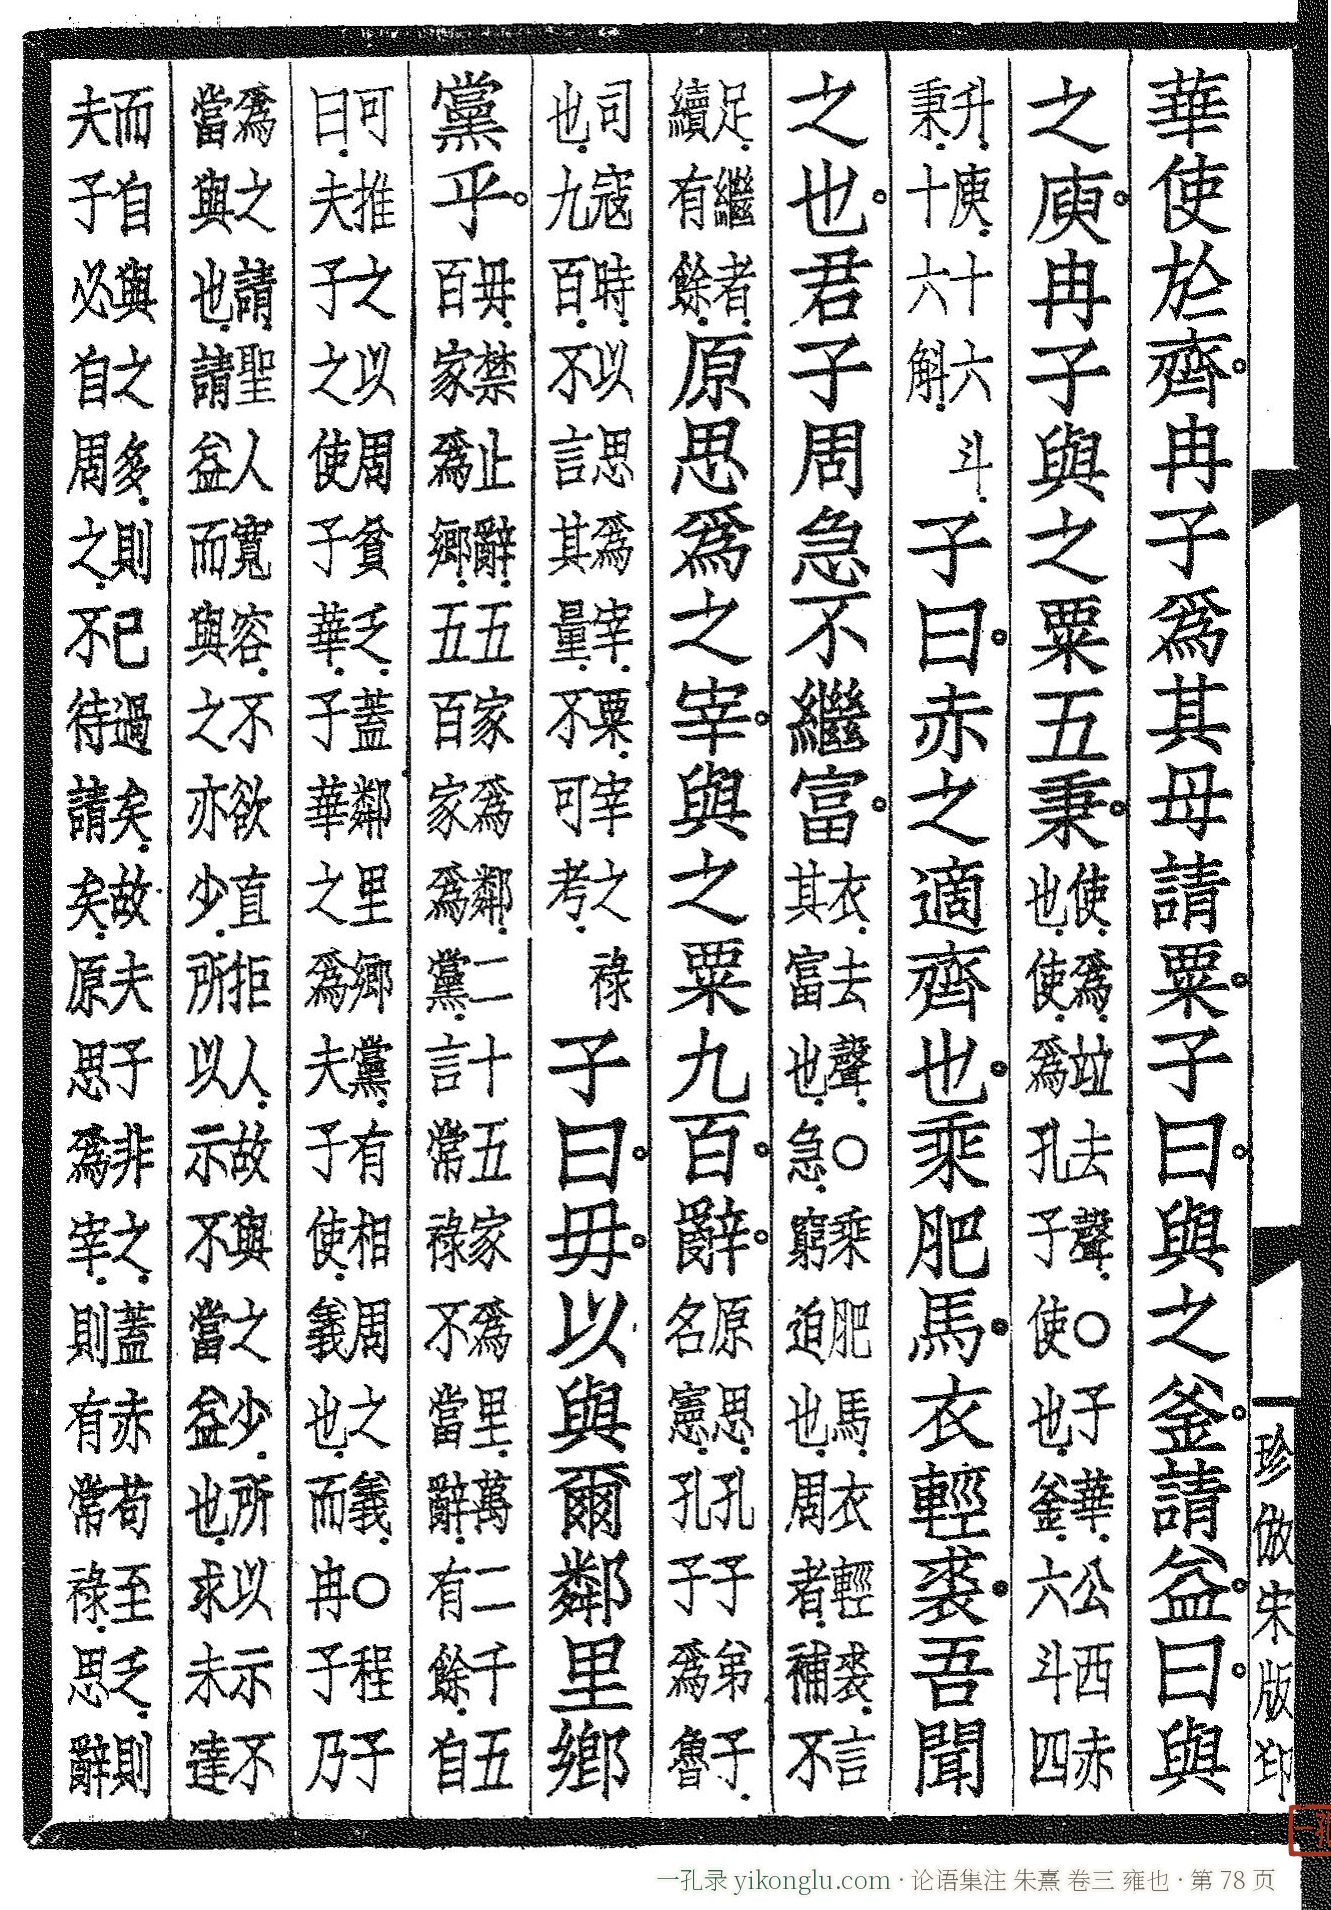 華使於齊。冉子爲其母請粟。子曰。與之釜。請益。曰。與
之庾。冉子與之粟五秉。使。爲。竝去聲。○子華。公西赤
也。使。爲孔子使也。釜。六斗四
升。庾。十六斗。
秉。十六斛。子曰。赤之適齊也。乘肥馬。衣輕裘。吾聞
之也。君子周急不繼富。衣。去聲。○乘肥馬。衣輕裘。言
其富也。急。窮迫也。周者。補不
足。繼者。
續有餘。原思爲之宰。與之粟九百。辭。原思。孔子弟子。
名憲。孔子爲魯
司寇時。以思爲宰。粟。宰之祿
也。九百。不言其量。不可考。子曰。毋。以與爾鄰里鄉
黨乎。毋。禁止辭。五家爲鄰。二十五家爲里。萬二千五
百家爲鄉。五百家爲黨。言常祿不當辭。有餘自
可推之以周貧乏。蓋鄰里鄉黨。有相周之義。○程子
曰。夫子之使子華。子華之爲夫子使。義也。而冉子乃
爲之請。聖人寬容。不欲直拒人。故與之少。所以示不
當與也。請益而與之亦少。所以示不當益也。求未達
而自與之多。則已過矣。故夫子非之。蓋赤苟至乏。則
夫子必自周之。不待請矣。原思爲宰。則有常祿。思辭
珍倣宋版印
一孔录 yikonglu.com · 论语集注 朱熹 卷三 雍也 · 第 78 页